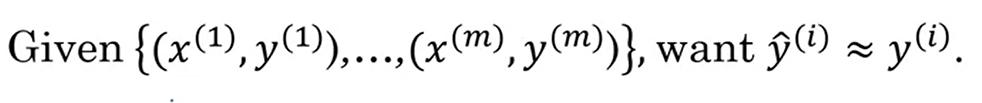 Given {(x⁽¹⁾,y⁽¹⁾),…,(x⁽ᵐ⁾,y⁽ᵐ⁾)}, want ŷ⁽ⁱ⁾ ≈ y⁽ⁱ⁾.